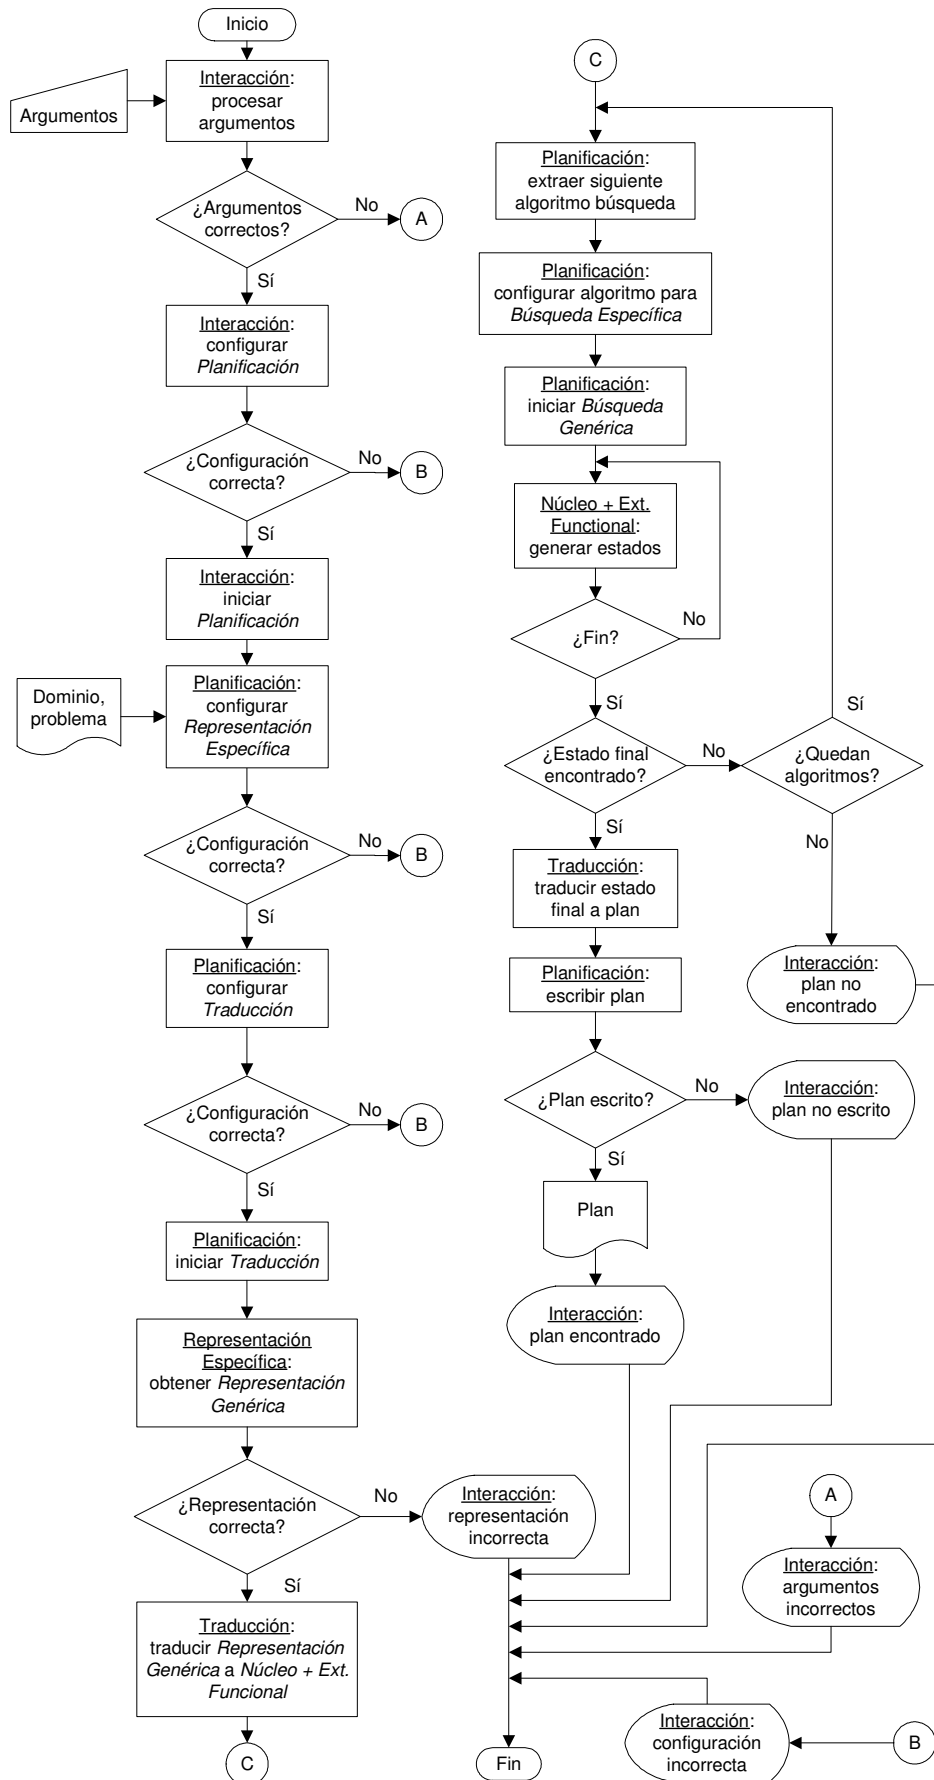 Inicio
Interacción:
procesar
argumentos
Argumentos
¿Argumentos
correctos?
No
A
Sí
Interacción:
configurar
Planificación
¿Configuración
correcta?
No
B
Sí
Interacción:
iniciar
Planificación
Dominio,
problema
Planificación:
configurar
Representación
Específica
¿Configuración
correcta?
No
B
Sí
Planificación:
configurar
Traducción
¿Configuración
correcta?
No
B
Sí
Planificación:
iniciar Traducción
Representación
Específica:
obtener Representación
Genérica
¿Representación
correcta?
No
Interacción:
representación
incorrecta
Sí
Traducción:
traducir Representación
Genérica a Núcleo + Ext.
Funcional
C
C
Planificación:
extraer siguiente
algoritmo búsqueda
Planificación:
configurar algoritmo para
Búsqueda Específica
Planificación:
iniciar Búsqueda
Genérica
Núcleo + Ext.
Functional:
generar estados
¿Fin?
No
Sí
¿Estado final
encontrado?
No
¿Quedan
algoritmos?
Sí
No
Interacción:
plan no
encontrado
Sí
Traducción:
traducir estado
final a plan
Planificación:
escribir plan
¿Plan escrito?
No
Interacción:
plan no escrito
Sí
Plan
Interacción:
plan encontrado
A
Interacción:
argumentos
incorrectos
B
Interacción:
configuración
incorrecta
Fin